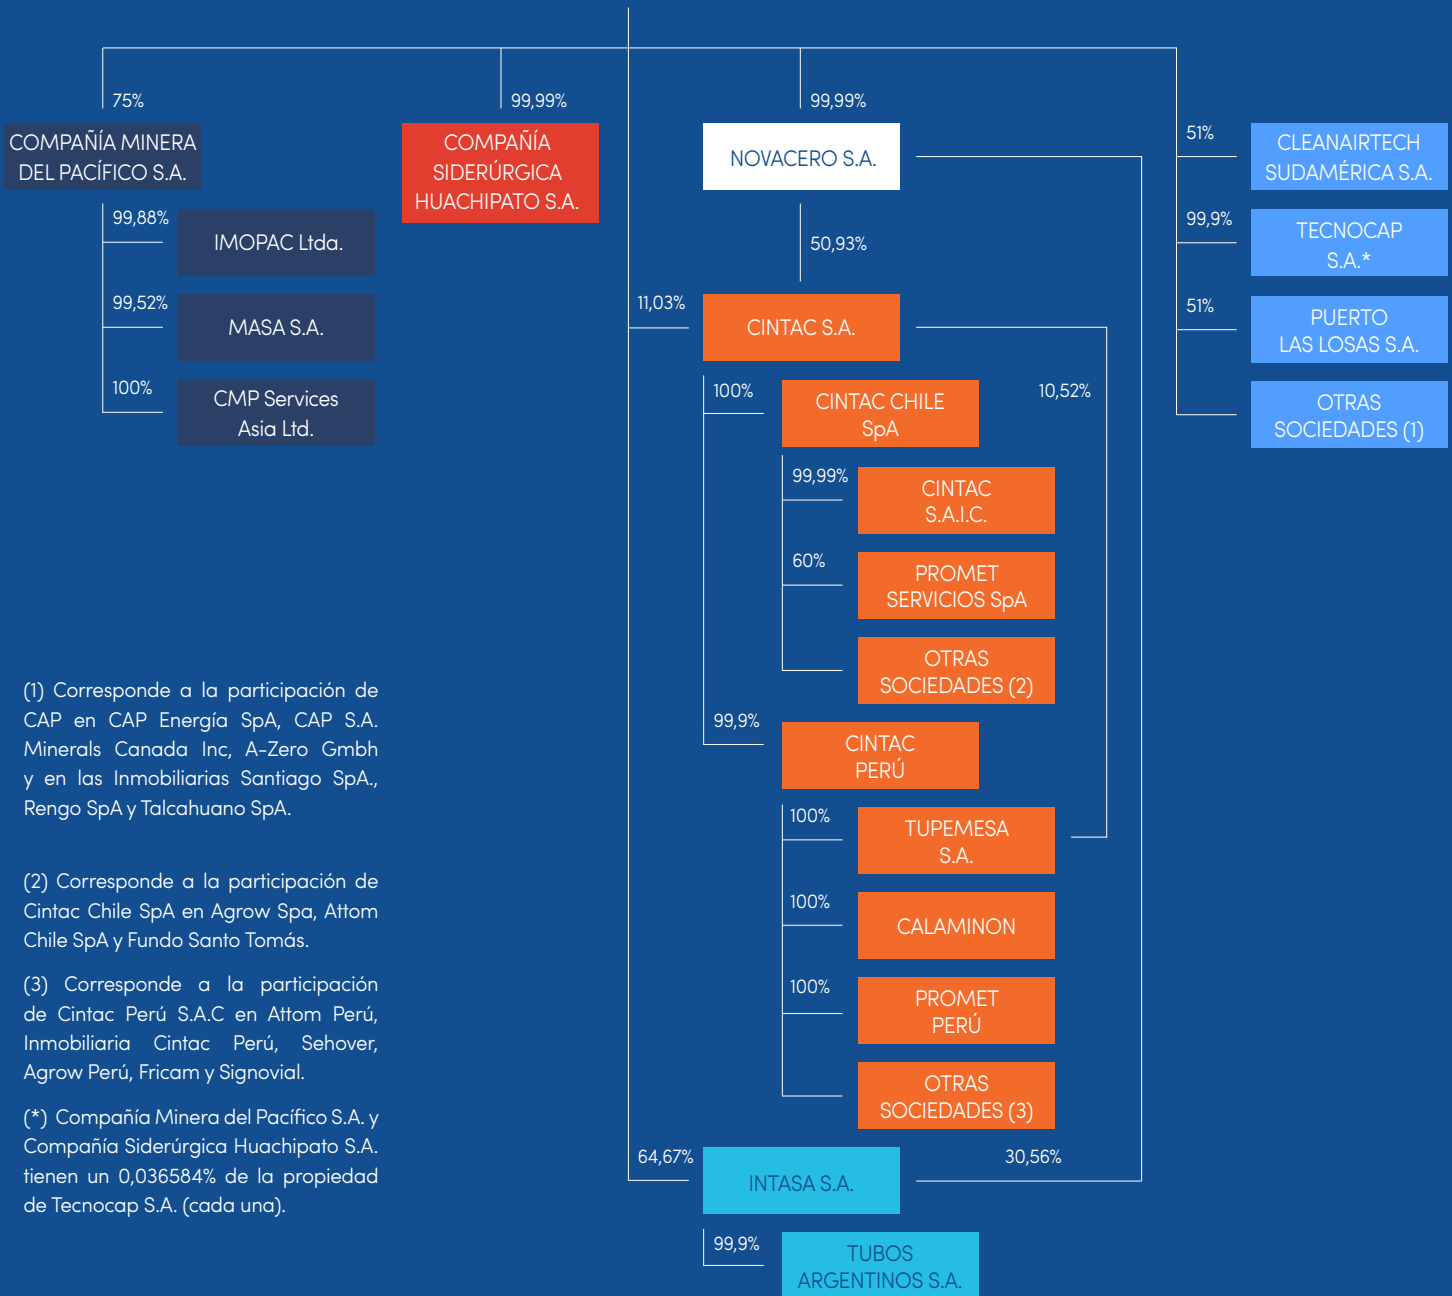 75%
COMPAÑÍA MINERA
DEL PACÍFICO S.A.
99,88%
IMOPAC Ltda.
99,52%
MASA S.A.
100%
CMP Services
Asia Ltd.
99,99%
COMPAÑÍA
SIDERÚRGICA
HUACHIPATO S.A.
99,99%
NOVACERO S.A.
50,93%
11,03%
CINTAC S.A.
100%
CINTAC CHILE
SpA
10,52%
99,99%
CINTAC
S.A.I.C.
60%
PROMET
SERVICIOS SpA
OTRAS
SOCIEDADES (2)
99,9%
CINTAC
PERÚ
100%
TUPEMESA
S.A.
100%
CALAMINON
100%
PROMET
PERÚ
OTRAS
SOCIEDADES (3)
64,67%
INTASA S.A.
30,56%
99,9%
TUBOS
ARGENTINOS S.A.
51%
CLEANAIRTECH
SUDAMÉRICA S.A.
99,9%
TECNOCAP
S.A.*
51%
PUERTO
LAS LOSAS S.A.
OTRAS
SOCIEDADES (1)
(1) Corresponde a la participación de
CAP en CAP Energía SpA, CAP S.A.
Minerals Canada Inc, A-Zero Gmbh
y en las Inmobiliarias Santiago SpA.,
Rengo SpA y Talcahuano SpA.
(2) Corresponde a la participación de
Cintac Chile SpA en Agrow Spa, Attom
Chile SpA y Fundo Santo Tomás.
(3) Corresponde a la participación
de Cintac Perú S.A.C en Attom Perú,
Inmobiliaria Cintac Perú, Sehover,
Agrow Perú, Fricam y Signovial.
(*) Compañía Minera del Pacífico S.A. y
Compañía Siderúrgica Huachipato S.A.
tienen un 0,036584% de la propiedad
de Tecnocap S.A. (cada una).